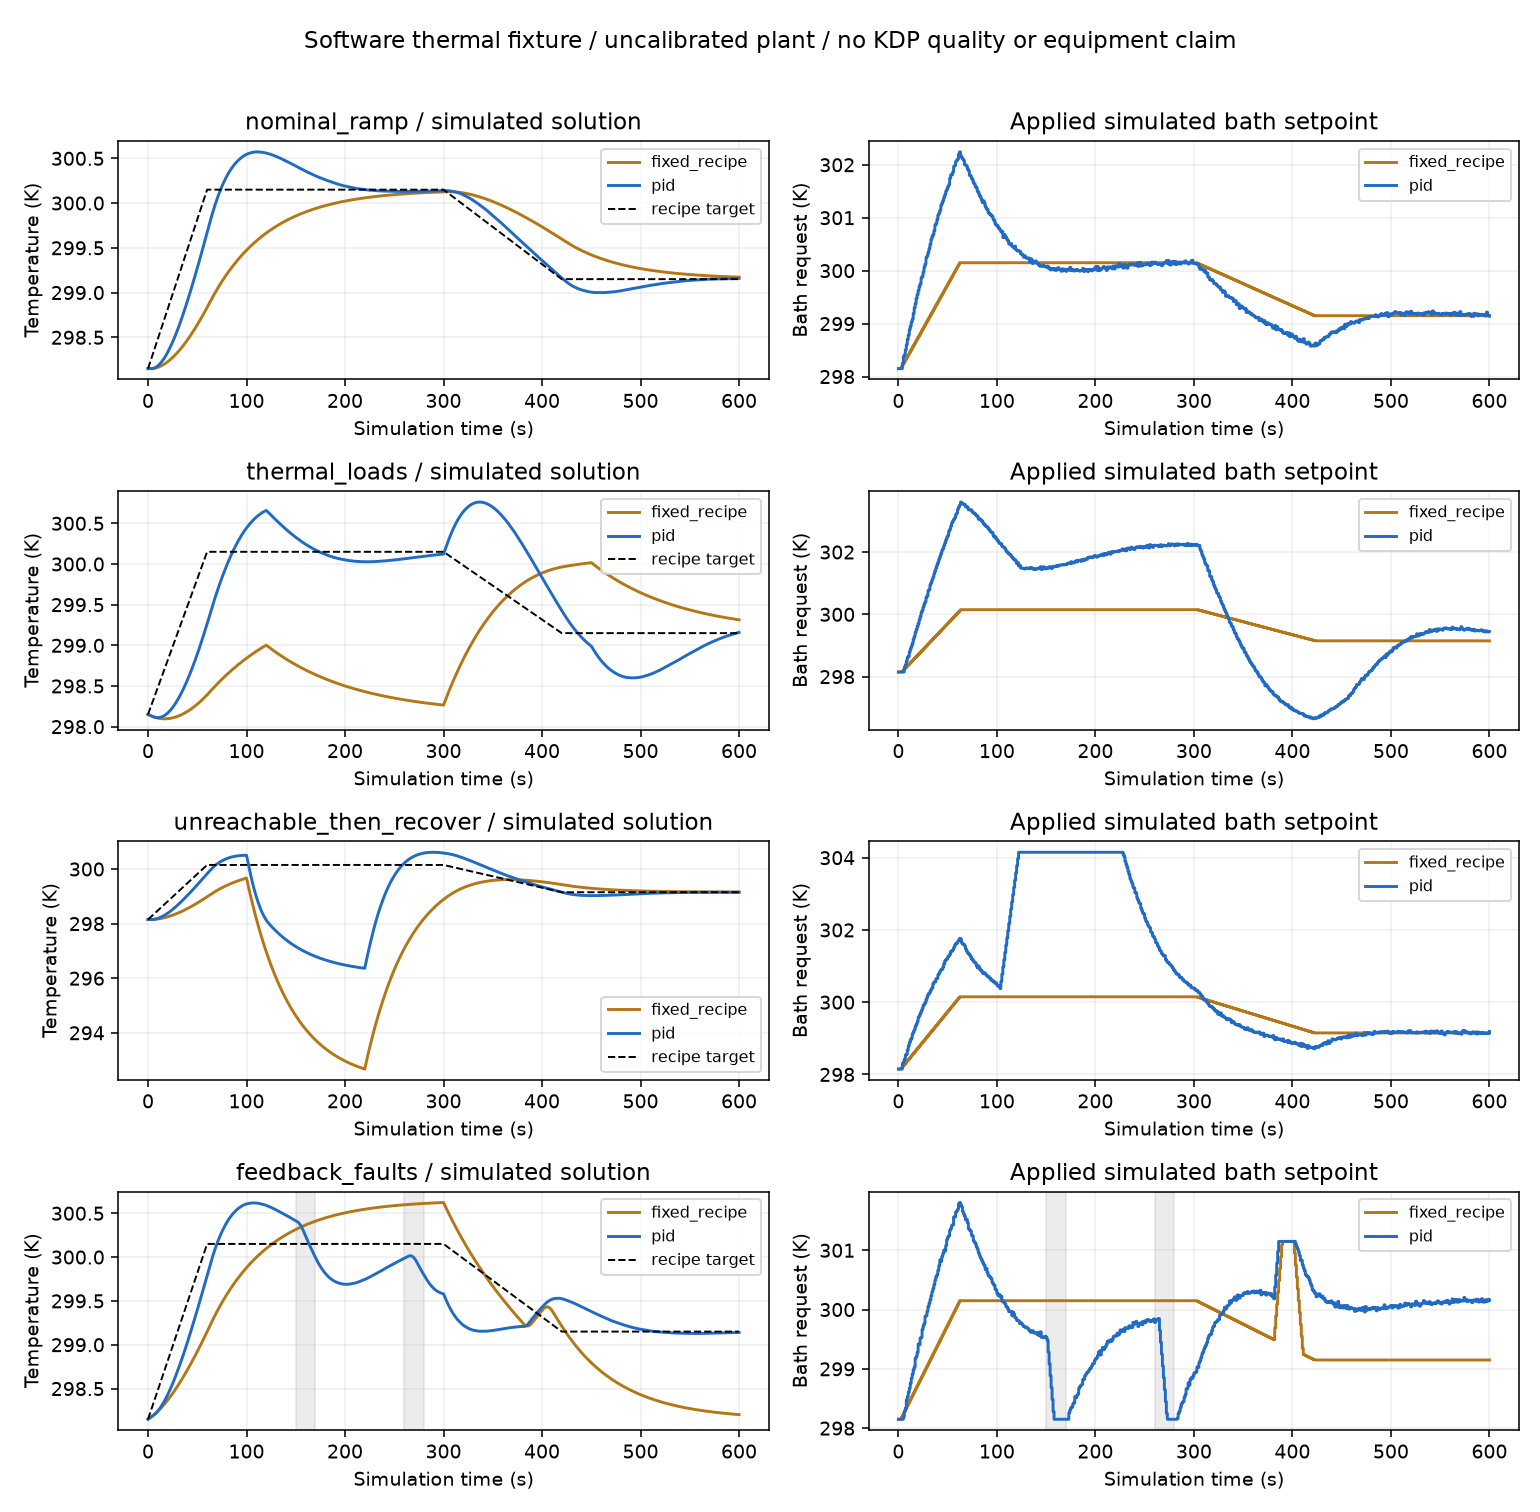 Software thermal fixture / uncalibrated plant / no KDP quality or equipment claim
nominal_ramp / simulated solution
Temperature (K)
300.5
300.0
299.5
299.0
298.5
fixed_recipe
pid
recipe target
0 100 200 300 400 500 600
Simulation time (s)
Applied simulated bath setpoint
Bath request (K)
302
301
300
299
298
fixed_recipe
pid
0 100 200 300 400 500 600
Simulation time (s)
thermal_loads / simulated solution
Temperature (K)
300.5
300.0
299.5
299.0
298.5
298.0
fixed_recipe
pid
recipe target
0 100 200 300 400 500 600
Simulation time (s)
Applied simulated bath setpoint
Bath request (K)
302
300
298
fixed_recipe
pid
0 100 200 300 400 500 600
Simulation time (s)
unreachable_then_recover / simulated solution
Temperature (K)
300
298
296
294
fixed_recipe
pid
recipe target
0 100 200 300 400 500 600
Simulation time (s)
Applied simulated bath setpoint
Bath request (K)
304
302
300
298
fixed_recipe
pid
0 100 200 300 400 500 600
Simulation time (s)
feedback_faults / simulated solution
Temperature (K)
300.5
300.0
299.5
299.0
298.5
fixed_recipe
pid
recipe target
0 100 200 300 400 500 600
Simulation time (s)
Applied simulated bath setpoint
Bath request (K)
301
300
299
298
fixed_recipe
pid
0 100 200 300 400 500 600
Simulation time (s)